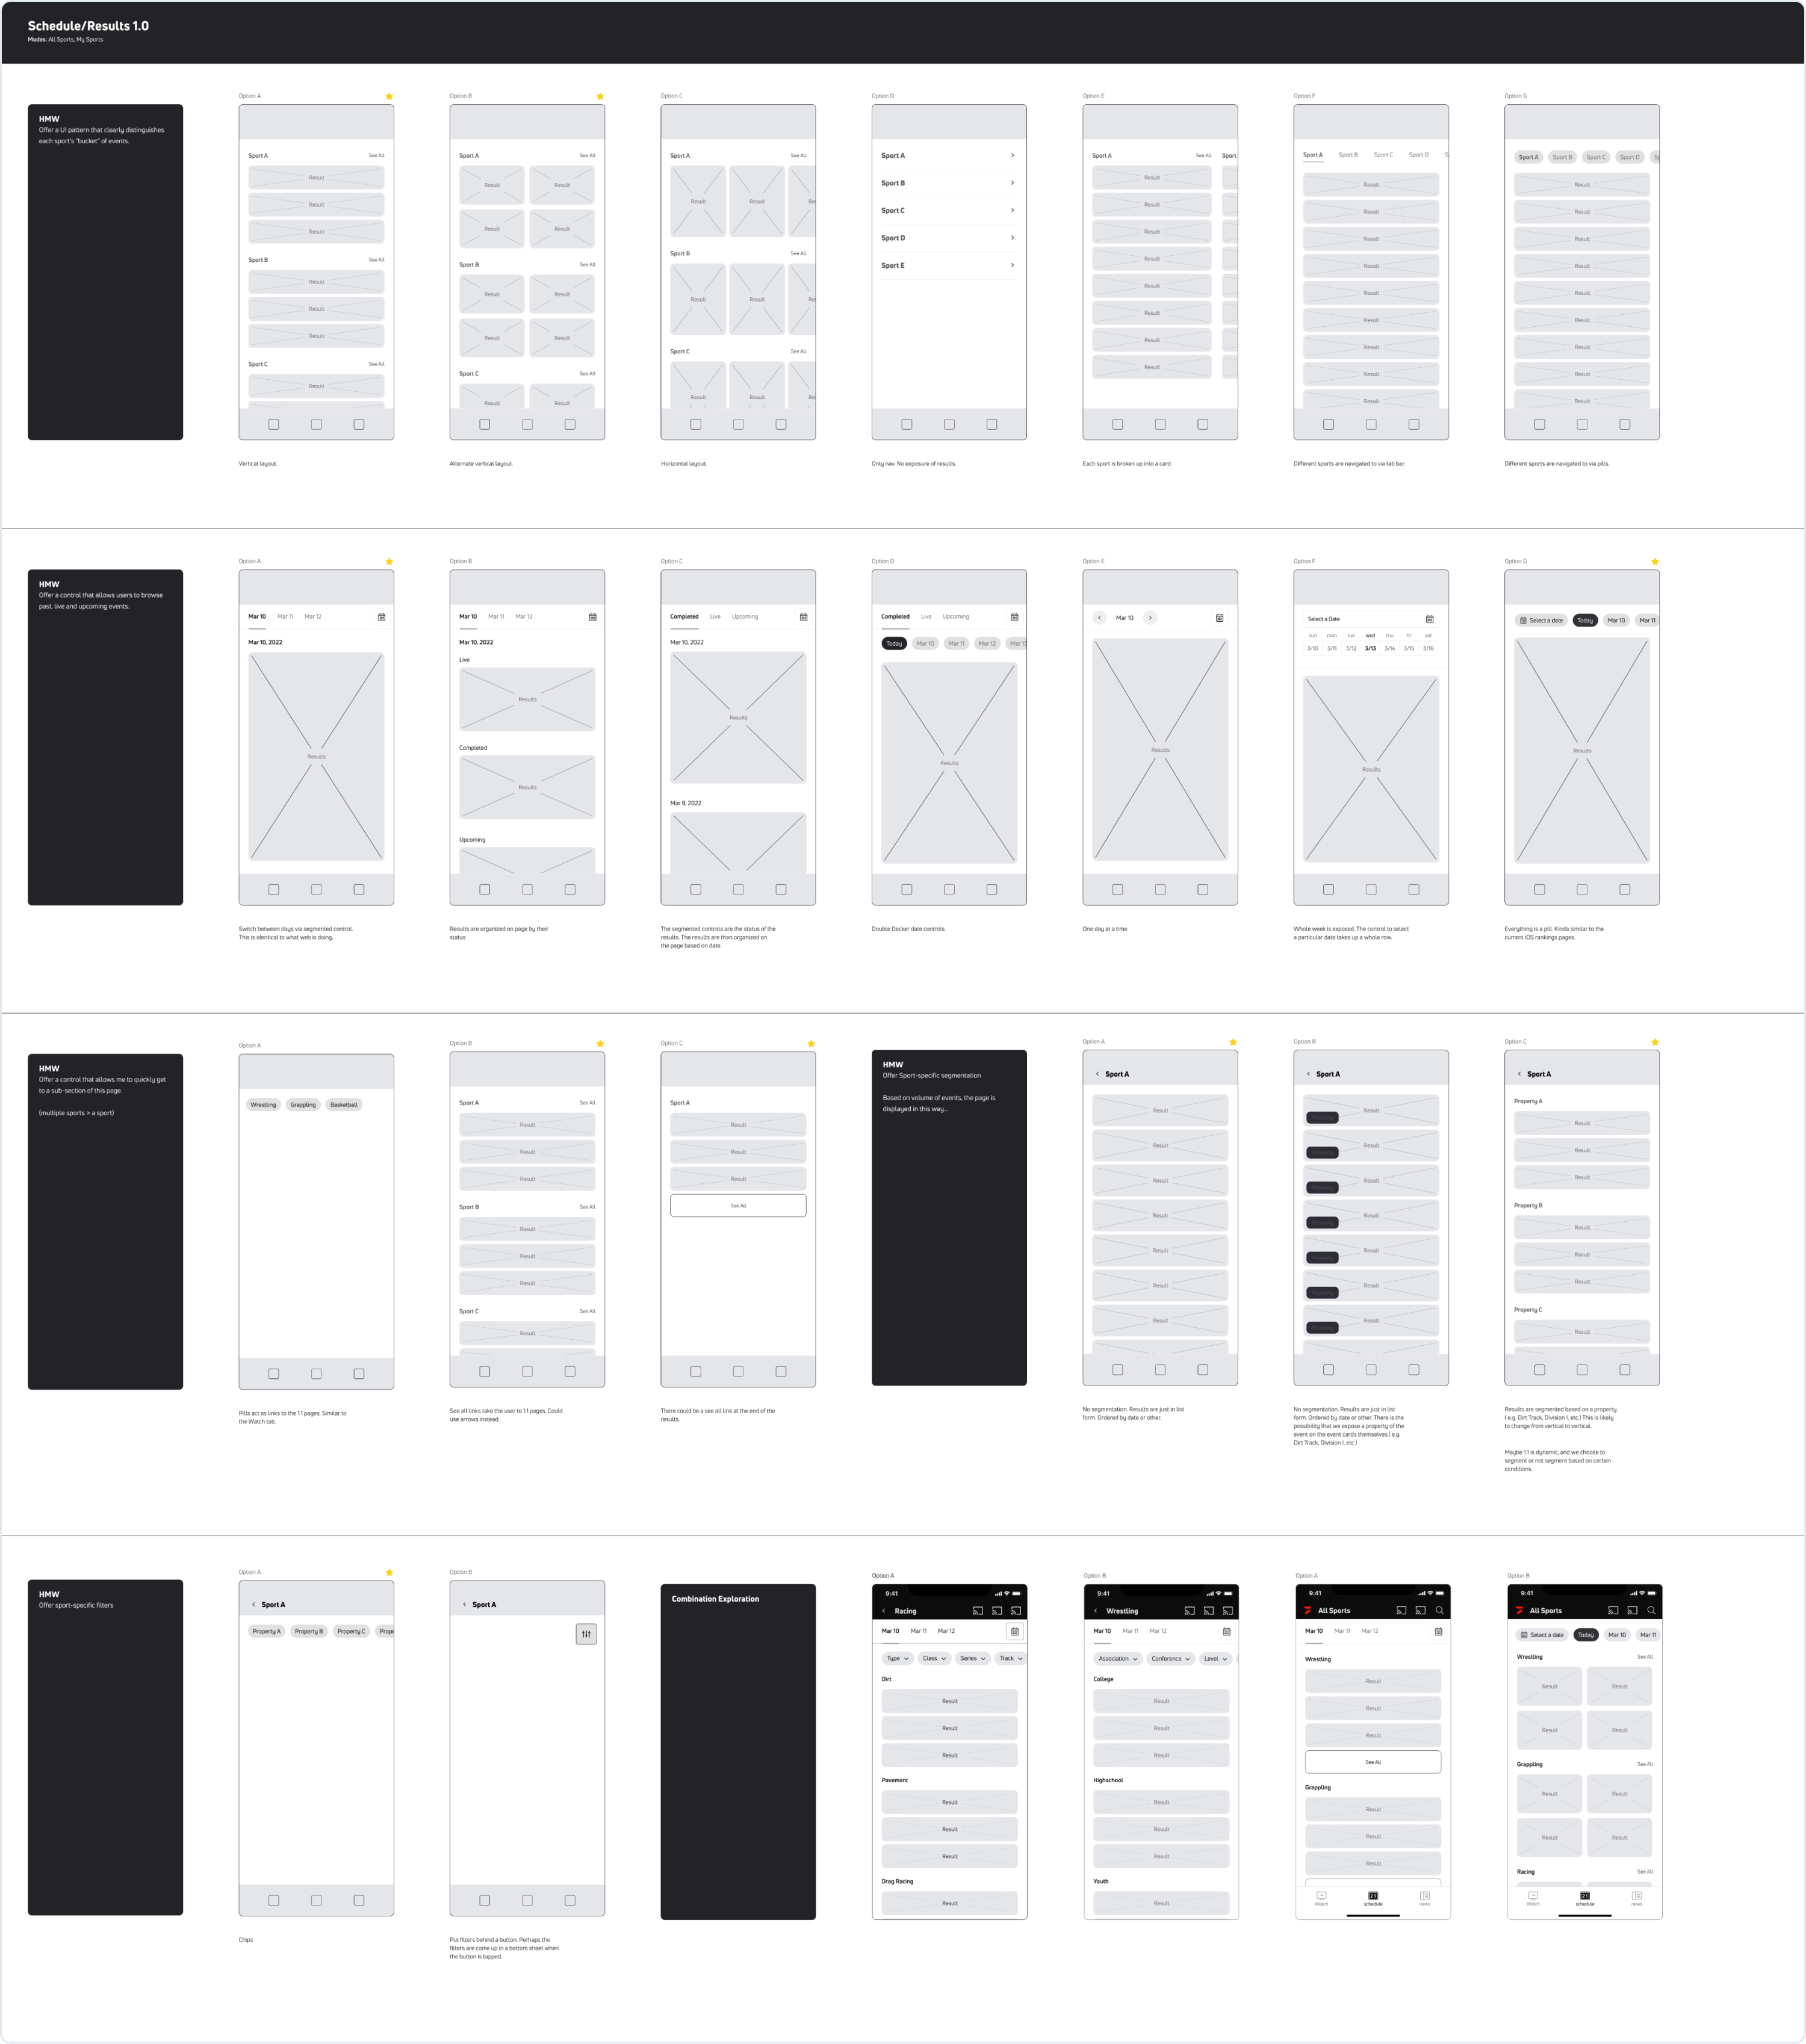 Schedule/Results 1.0
Modes: All Sports, My Sports
HMW
Offer a UI pattern that clearly distinguishes
each sport's "bucket" of events.
Option A
Sport A
See All
Result
Result
Result
Sport B
See All
Result
Result
Result
Sport C
See All
Result
Vertical layout.
Option B
Sport A
See All
Result
Result
Result
Result
Sport B
See All
Result
Result
Result
Result
Sport C
See All
Result
Result
Alternate vertical layout.
Option C
Sport A
See All
Result
Result
Re
Sport B
See All
Result
Result
Re
Sport C
See All
Result
Result
Re
Horizontal layout.
Option D
Sport A
Sport B
Sport C
Sport D
Sport E
Only nav. No exposure of results.
Option E
Sport A
See All
Sport
Result
Result
Result
Result
Result
Result
Result
Result
Each sport is broken up into a card.
Option F
Sport A
Sport B
Sport C
Sport D
S
Result
Result
Result
Result
Result
Result
Result
Result
Result
Different sports are navigated to via tab bar.
Option G
Sport A
Sport B
Sport C
Sport D
Sp
Result
Result
Result
Result
Result
Result
Result
Result
Result
Different sports are navigated to via pills.
HMW
Offer a control that allows users to browse
past, live and upcoming events.
Option A
Mar 10
Mar 11
Mar 12
Mar 10, 2022
Results
Switch between days via segmented control.
This is identical to what web is doing.
Option B
Mar 10
Mar 11
Mar 12
Mar 10, 2022
Live
Results
Completed
Results
Upcoming
Results are organized on page by their
status
Option C
Completed
Live
Upcoming
Mar 10, 2022
Results
Mar 9, 2022
The segmented controls are the status of the
results. The results are then organized on
the page based on date.
Option D
Completed
Live
Upcoming
Today
Mar 10
Mar 11
Mar 12
Mar 13
Results
Double Decker date controls
Option E
Mar 10
Results
One day at a time
Option F
Select a Date
sun
mon
tue
wed
thu
fri
sat
3/10
3/11
3/12
3/13
3/14
3/15
3/16
Results
Whole week is exposed. The control to select
a particular date takes up a whole row.
Option G
Select a date
Today
Mar 10
Mar 11
Results
Everything is a pill. Kinda similar to the
current iOS rankings pages.
HMW
Offer a control that allows me to quickly get
to a sub-section of this page.
(multiple sports > a sport)
Option A
Wrestling
Grappling
Basketball
Pills act as links to the 1.1 pages. Similar to
the Watch tab.
Option B
Sport A
See All
Result
Result
Result
Sport B
See All
Result
Result
Result
Sport C
See All
Result
See all links take the user to 1.1 pages. Could
use arrows instead.
Option C
Sport A
Result
Result
Result
See All
There could be a see all link at the end of the
results.
HMW
Offer Sport-specific segmentation
Based on volume of events, the page is
displayed in this way...
Option A
Sport A
Result
Result
Result
Result
Result
Result
Result
No segmentation. Results are just in list
form. Ordered by date or other.
Option B
Sport A
Result
Property
Result
Property
Result
Property
Result
Property
Result
Property
Result
Property
Result
Property
No segmentation. Results are just in list
form. Ordered by date or other. There is the
possibility that we expose a property of the
event on the event cards themselves.( e.g.
Dirt Track, Division I, etc.)
Option C
Sport A
Property A
Result
Result
Result
Property B
Result
Result
Result
Property C
Result
Results are segmented based on a property.
( e.g. Dirt Track, Division I, etc.) This is likely
to change from vertical to vertical.
Maybe 1.1 is dynamic, and we choose to
segment or not segment based on certain
conditions.
HMW
Offer sport-specific filters
Option A
Sport A
Property A
Property B
Property C
Prope
Chips
Option B
Sport A
Put filters behind a button. Perhaps the
filters are come up in a bottom sheet when
the button is tapped.
Combination Exploration
Option A
9:41
Racing
Mar 10
Mar 11
Mar 12
Type
Class
Series
Track
Dirt
Result
Result
Result
Pavement
Result
Result
Result
Drag Racing
Result
Option B
9:41
Wrestling
Mar 10
Mar 11
Mar 12
Association
Conference
Level
College
Result
Result
Result
Highschool
Result
Result
Result
Youth
Result
Option A
9:41
All Sports
Mar 10
Mar 11
Mar 12
Wrestling
Result
Result
Result
See All
Grappling
Result
Result
Result
Watch
schedule
news
Option B
9:41
All Sports
Select a date
Today
Mar 10
Mar 11
Wrestling
See All
Result
Result
Result
Result
Grappling
See All
Result
Result
Result
Result
Racing
See All
Watch
schedule
news